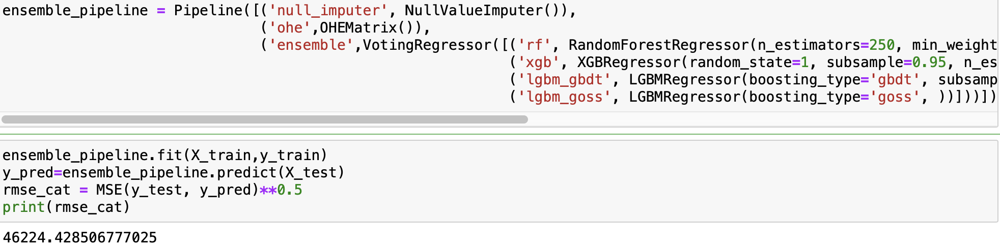 ensemble_pipeline = Pipeline([('null_imputer', NullValueImputer()),
('ohe',OHEMatrix()),
('ensemble',VotingRegressor([('rf', RandomForestRegressor(n_estimators=250, min_weight
('xgb', XGBRegressor(random_state=1, subsample=0.95, n_es
('lgbm_gbdt', LGBMRegressor(boosting_type='gbdt', subsamp
('lgbm_goss', LGBMRegressor(boosting_type='goss', ))]))])
ensemble_pipeline.fit(X_train,y_train)
y_pred=ensemble_pipeline.predict(X_test)
rmse_cat = MSE(y_test, y_pred)**0.5
print(rmse_cat)
46224.428506777025